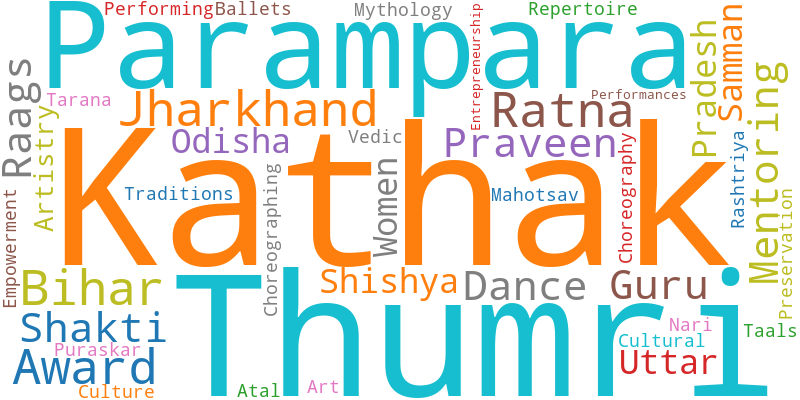 Performing
Ballets
Mythology
Repertoire
Parampara
Entrepreneurship
Samman
Pradesh
Raags
Tarana
Jharkhand
Ratna
Performances
Mentoring
Artistry
Odisha
Vedic
Praveen
Kathak
Choreography
Rashtriya
Women
Traditions
Mahotsav
Choreographing
Empowerment
Preservation
Bihar
Shishya
Dance
Guru
Thumri
Shakti
Nari
Taals
Puraskar
Cultural
Award
Uttar
Culture
Atal
Art